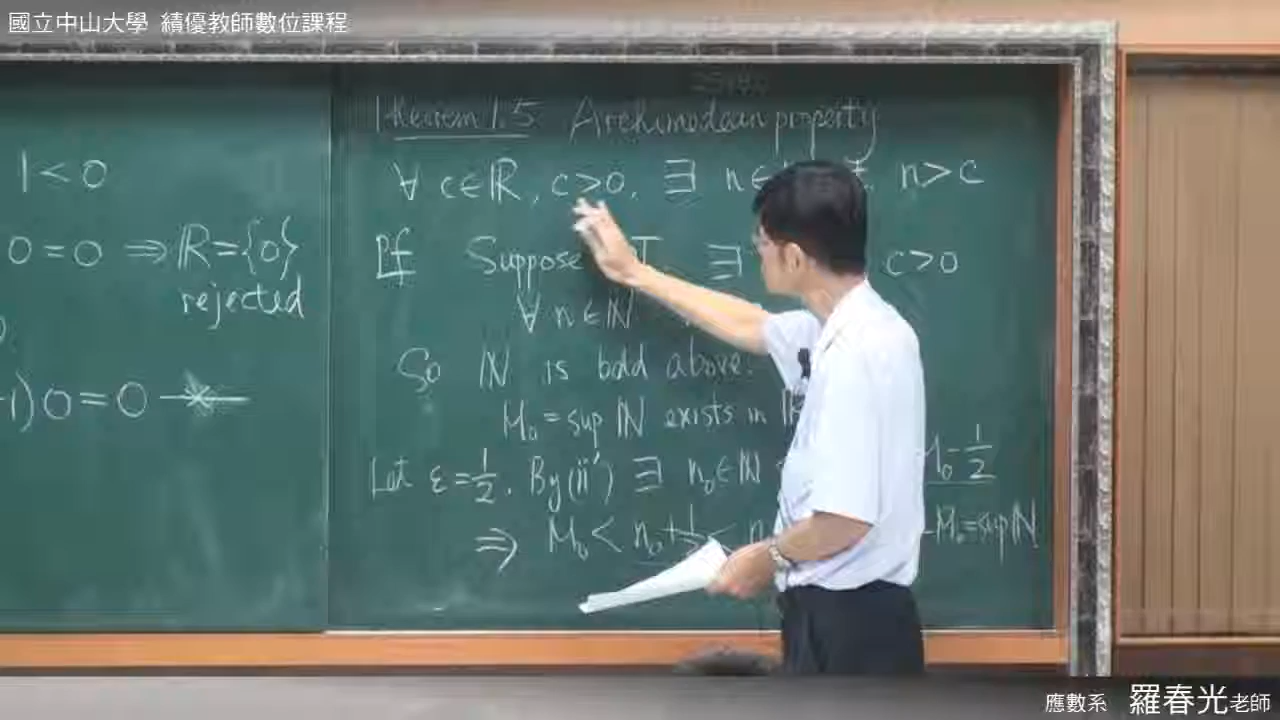 國立中山大學 績優教師數位課程
1<0
0=0 ⇒ ℝ={0}
rejected
1)0=0
Theorem 1.5 Archimedean property
∀ c∈ℝ, c>0, ∃ n∈ n>c
Pf Suppose ∃ c>0
∀ n∈ℕ
So ℕ is bdd above.
M₀=sup ℕ exists in ℝ
Let ε=1/2. By (ii') ∃ n₀∈ℕ M₀-1/2
⇒ M₀< n₀+1/2< M₀=sup ℕ
應數系 羅春光老師